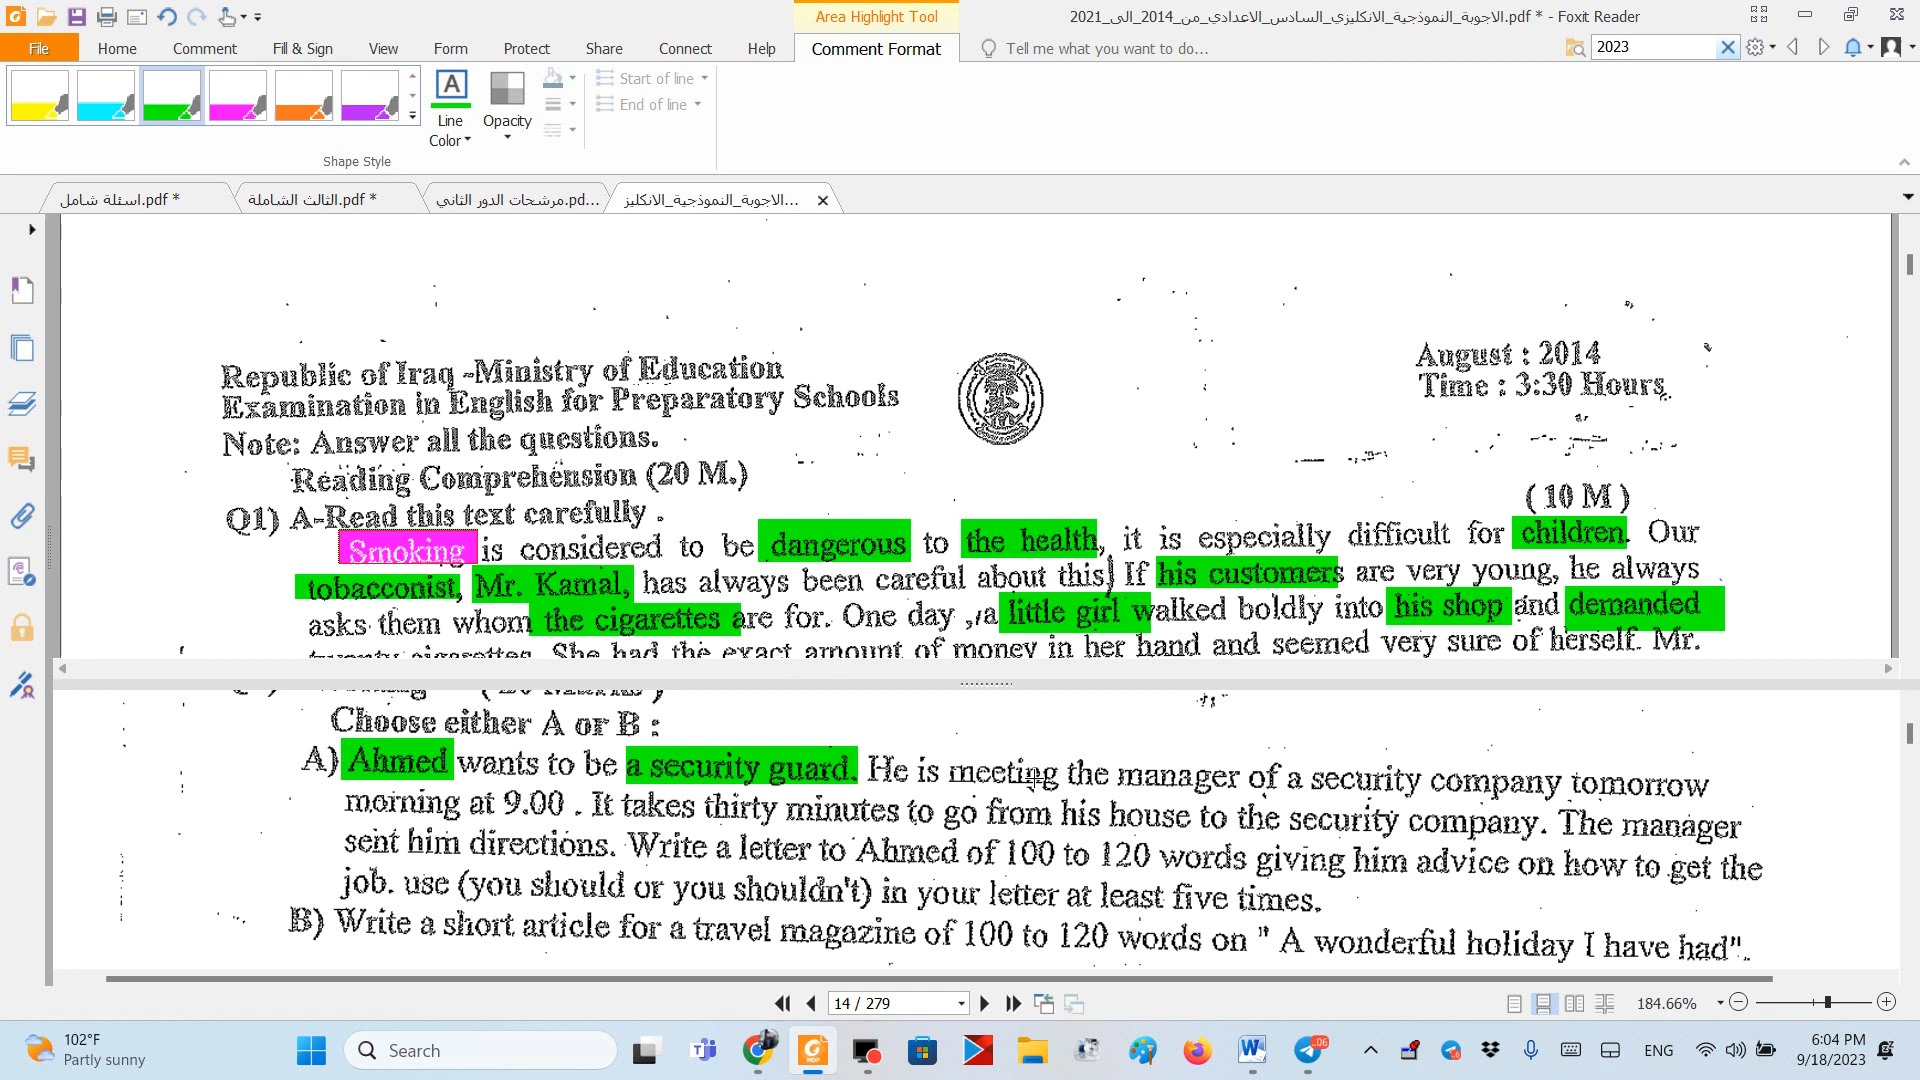 Area Highlight Tool
الاجوبة_النموذجية_الانكليزي_السادس_الاعدادي_من_2014_الى_2021.pdf * - Foxit Reader
File
Home
Comment
Fill & Sign
View
Form
Protect
Share
Connect
Help
Comment Format
Tell me what you want to do...
2023
Line
Color
Opacity
Start of line
End of line
Shape Style
اسئلة شامل.pdf *
الثالث الشاملة.pdf *
مرشحات الدور الثاني.pd...
الاجوبة_النموذجية_الانكليز...
Republic of Iraq -Ministry of Education
Examination in English for Preparatory Schools
Note: Answer all the questions.
Reading Comprehension (20 M.)
August : 2014
Time : 3:30 Hours
Q1) A-Read this text carefully .
( 10 M )
Smoking is considered to be dangerous to the health, it is especially difficult for children. Our
tobacconist, Mr. Kamal, has always been careful about this. If his customers are very young, he always
asks them whom the cigarettes are for. One day , a little girl walked boldly into his shop and demanded
twenty cigarettes. She had the exact amount of money in her hand and seemed very sure of herself. Mr.
Choose either A or B :
A) Ahmed wants to be a security guard. He is meeting the manager of a security company tomorrow
morning at 9.00 . It takes thirty minutes to go from his house to the security company. The manager
sent him directions. Write a letter to Ahmed of 100 to 120 words giving him advice on how to get the
job. use (you should or you shouldn't) in your letter at least five times.
B) Write a short article for a travel magazine of 100 to 120 words on " A wonderful holiday I have had".
14 / 279
184.66%
102°F
Partly sunny
Search
ENG
6:04 PM
9/18/2023